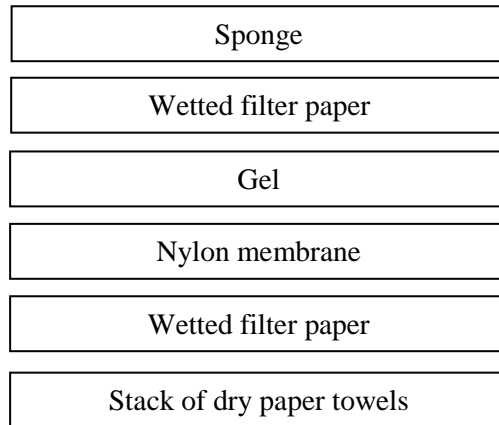 Sponge
Wetted filter paper
Gel
Nylon membrane
Wetted filter paper
Stack of dry paper towels